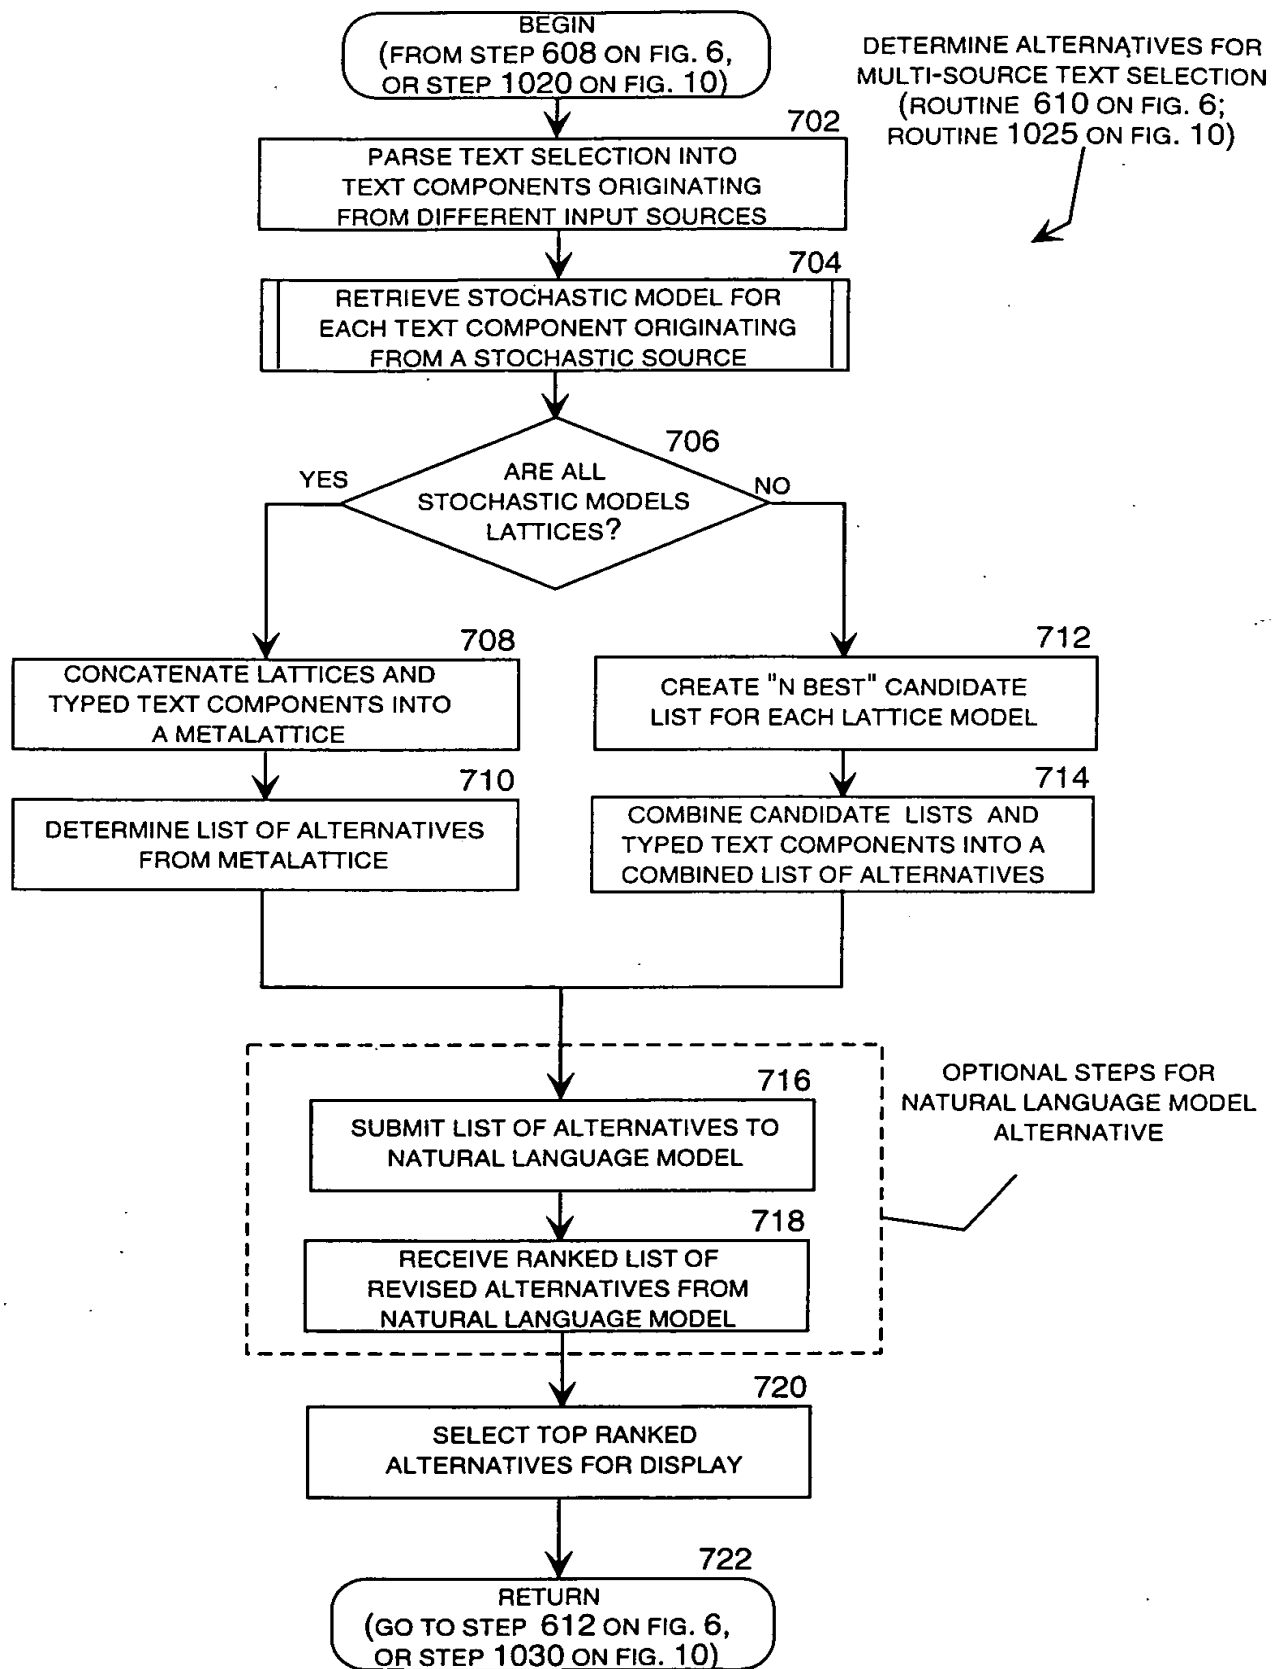 BEGIN
(FROM STEP 608 ON FIG. 6,
OR STEP 1020 ON FIG. 10)
DETERMINE ALTERNATIVES FOR
MULTI-SOURCE TEXT SELECTION
(ROUTINE 610 ON FIG. 6;
ROUTINE 1025 ON FIG. 10)
702
PARSE TEXT SELECTION INTO
TEXT COMPONENTS ORIGINATING
FROM DIFFERENT INPUT SOURCES
704
RETRIEVE STOCHASTIC MODEL FOR
EACH TEXT COMPONENT ORIGINATING
FROM A STOCHASTIC SOURCE
706
ARE ALL
STOCHASTIC MODELS
LATTICES?
YES
NO
708
CONCATENATE LATTICES AND
TYPED TEXT COMPONENTS INTO
A METALATTICE
710
DETERMINE LIST OF ALTERNATIVES
FROM METALATTICE
712
CREATE "N BEST" CANDIDATE
LIST FOR EACH LATTICE MODEL
714
COMBINE CANDIDATE LISTS AND
TYPED TEXT COMPONENTS INTO A
COMBINED LIST OF ALTERNATIVES
716
SUBMIT LIST OF ALTERNATIVES TO
NATURAL LANGUAGE MODEL
718
RECEIVE RANKED LIST OF
REVISED ALTERNATIVES FROM
NATURAL LANGUAGE MODEL
OPTIONAL STEPS FOR
NATURAL LANGUAGE MODEL
ALTERNATIVE
720
SELECT TOP RANKED
ALTERNATIVES FOR DISPLAY
722
RETURN
(GO TO STEP 612 ON FIG. 6,
OR STEP 1030 ON FIG. 10)